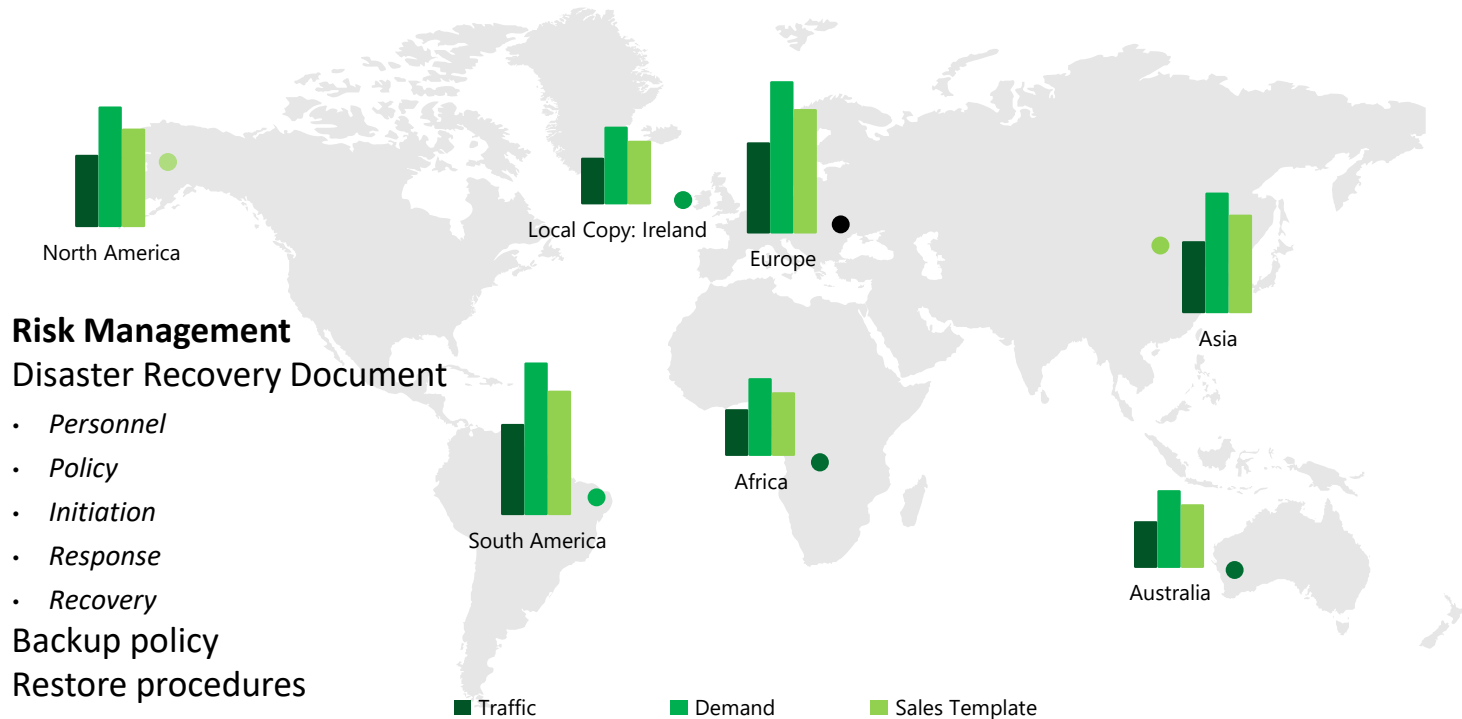 North America
Local Copy: Ireland
Europe
Asia
Risk Management
Disaster Recovery Document
• Personnel
• Policy
• Initiation
• Response
• Recovery
Backup policy
Restore procedures
South America
Africa
Australia
Traffic
Demand
Sales Template